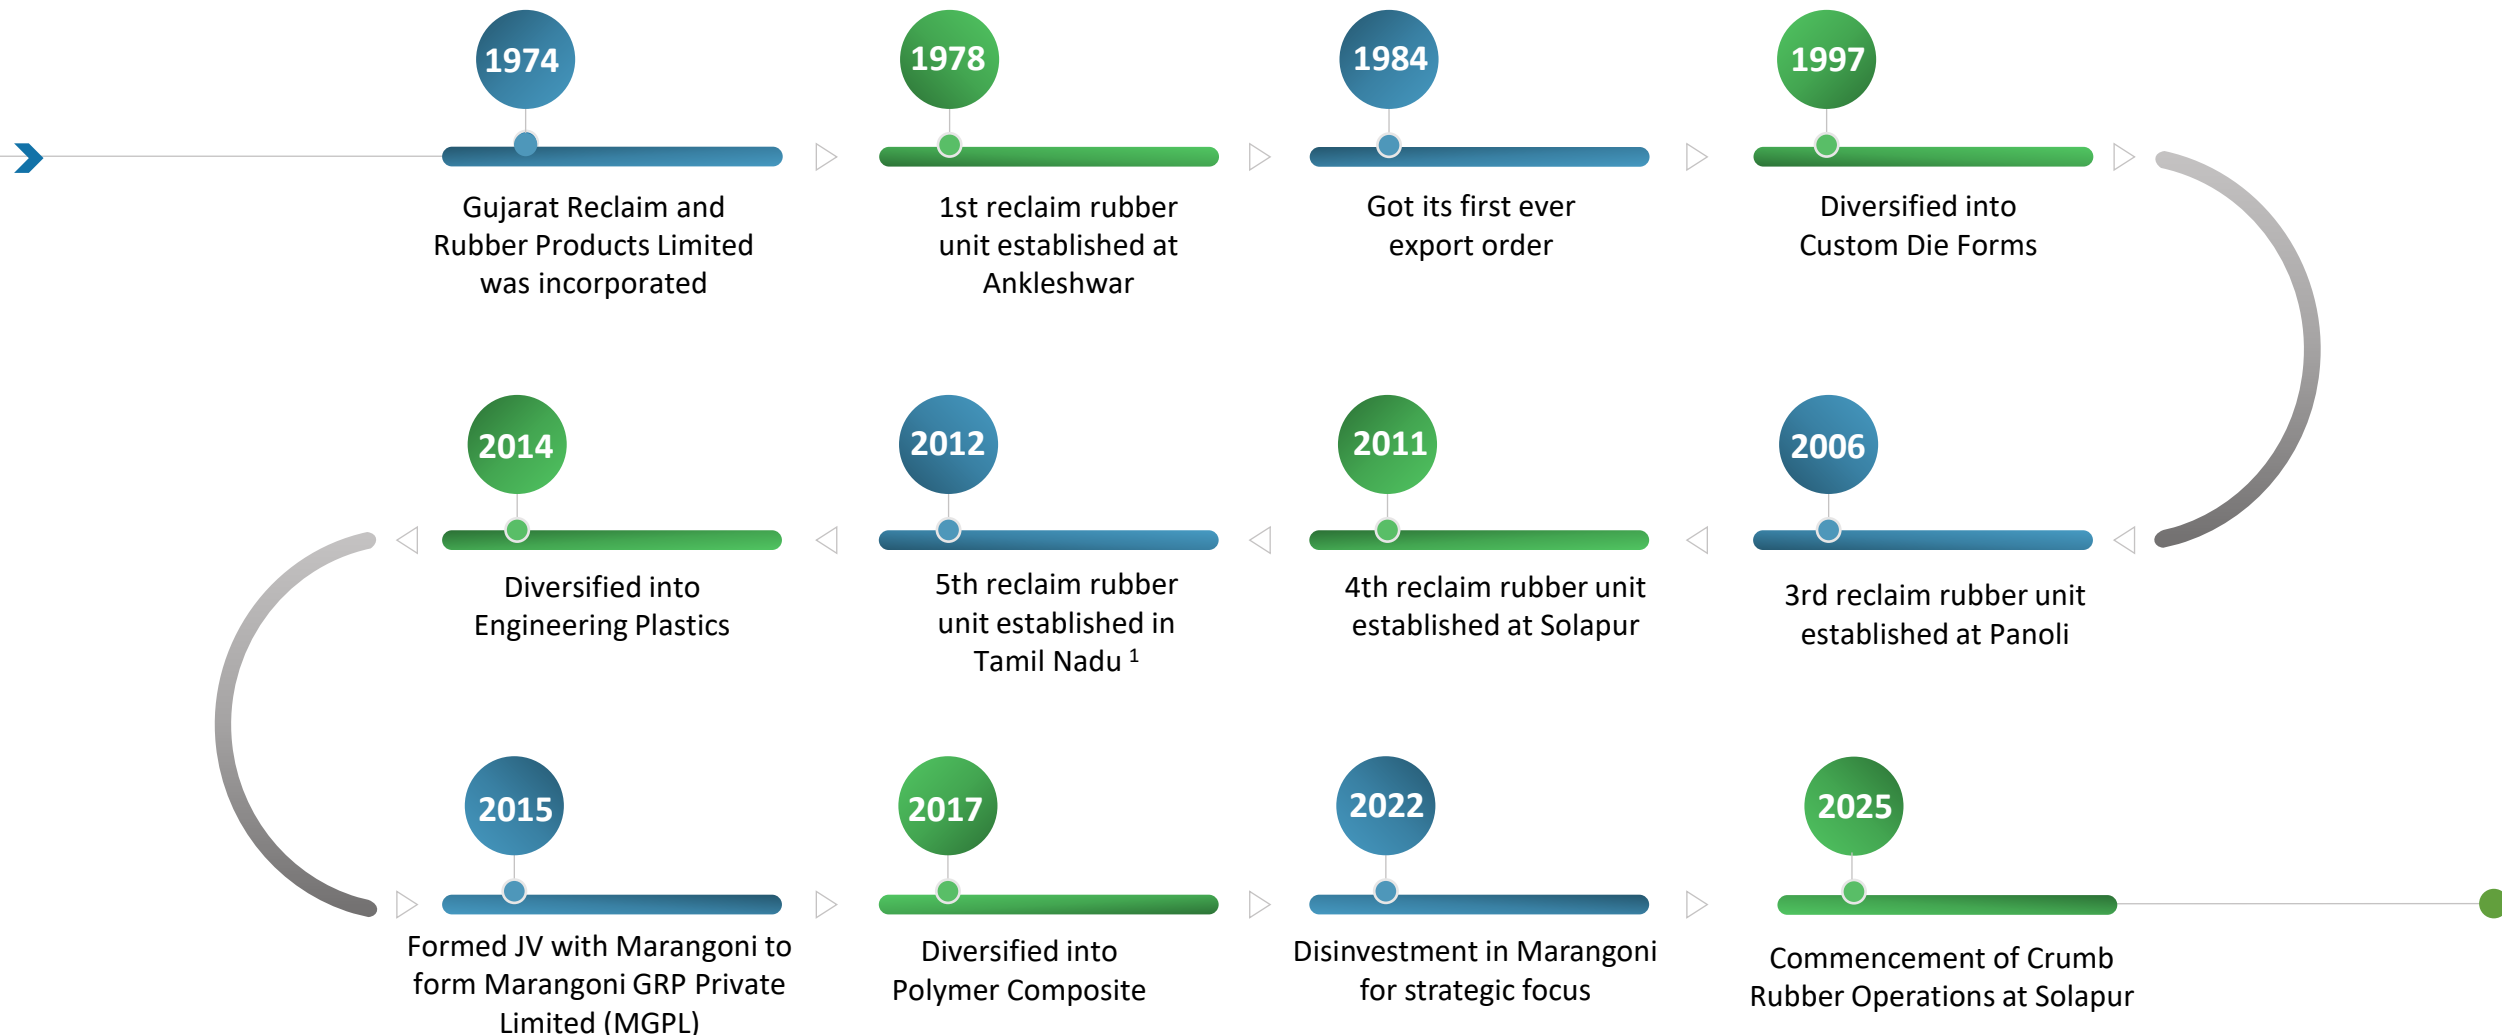 1974
Gujarat Reclaim and
Rubber Products Limited
was incorporated
1978
1st reclaim rubber
unit established at
Ankleshwar
1984
Got its first ever
export order
1997
Diversified into
Custom Die Forms
2006
3rd reclaim rubber unit
established at Panoli
2011
4th reclaim rubber unit
established at Solapur
2012
5th reclaim rubber
unit established in
Tamil Nadu 1
2014
Diversified into
Engineering Plastics
2015
Formed JV with Marangoni to
form Marangoni GRP Private
Limited (MGPL)
2017
Diversified into
Polymer Composite
2022
Disinvestment in Marangoni
for strategic focus
2025
Commencement of Crumb
Rubber Operations at Solapur